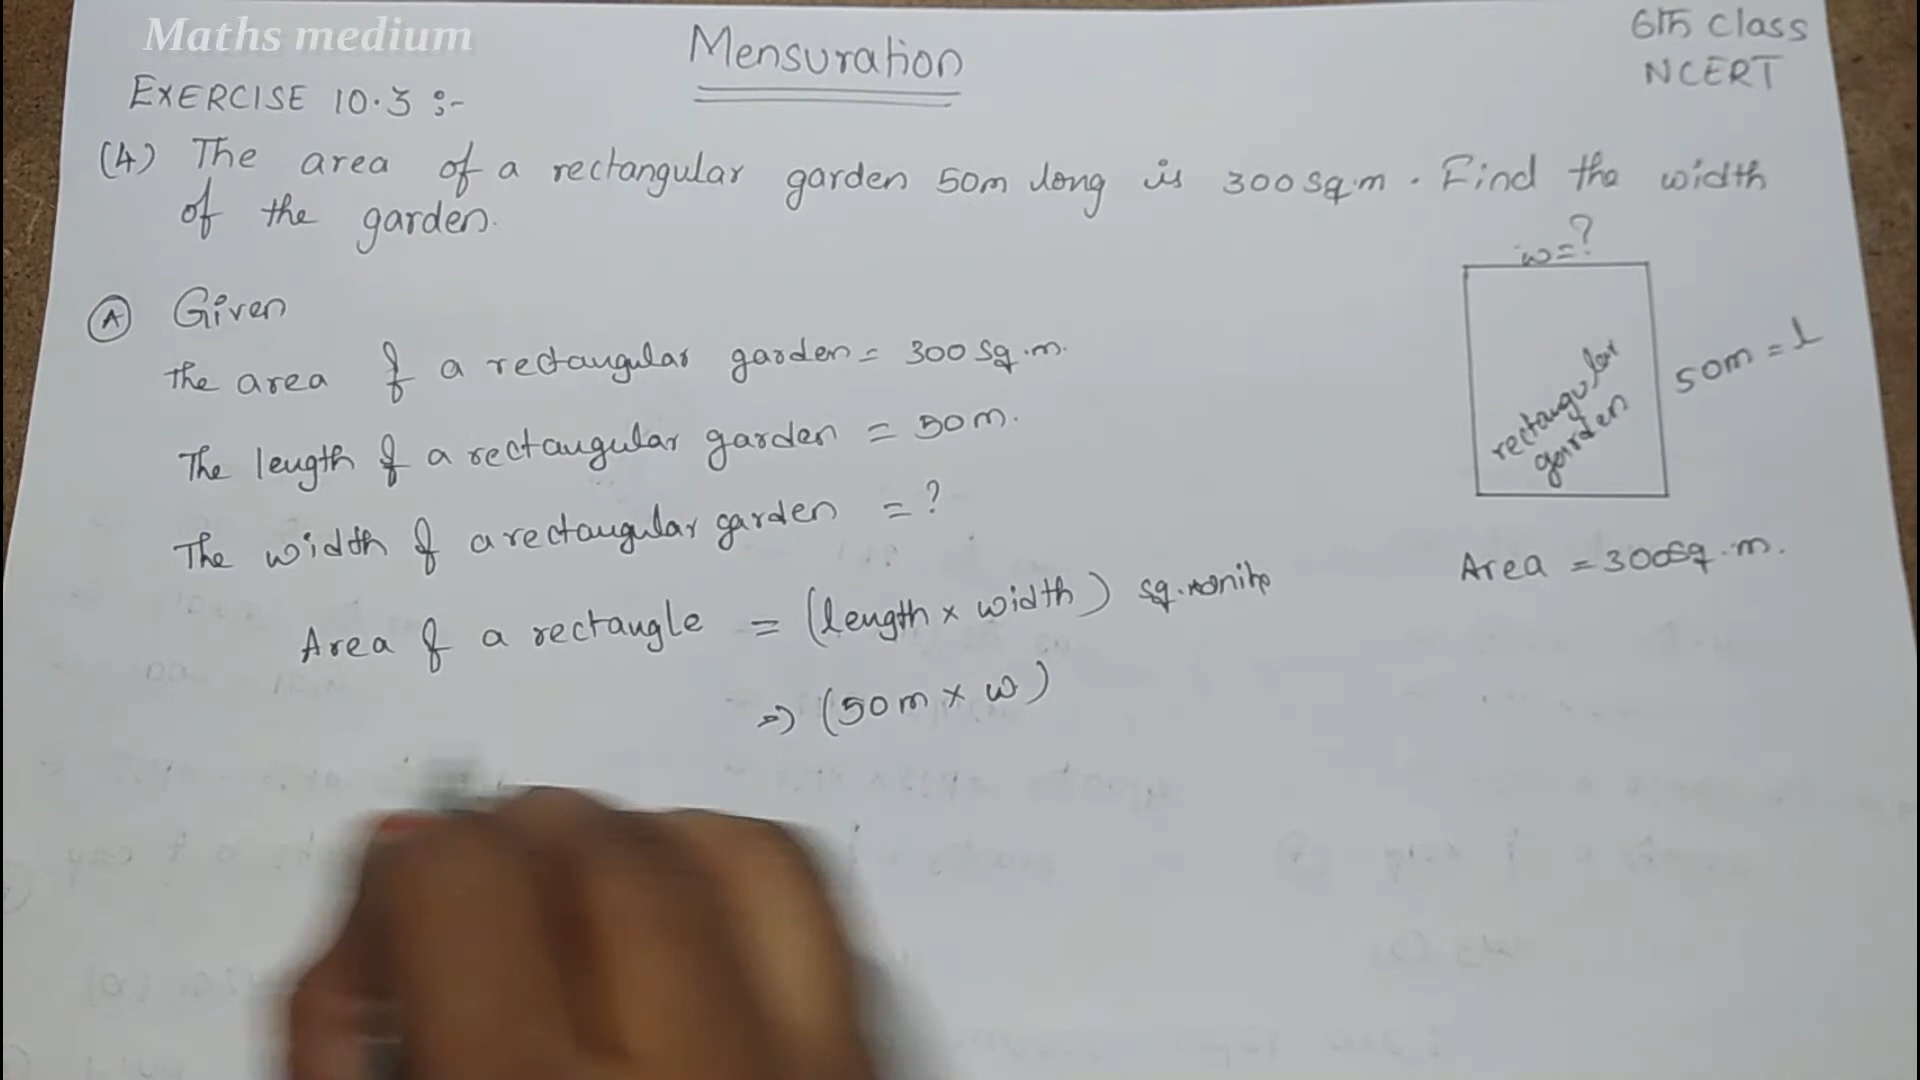 Maths medium
Mensuration
6th Class
NCERT
EXERCISE 10.3 :-
(4) The area of a rectangular garden 50m long is 300 sq.m. Find the width
of the garden.
w=?
A Given
The area of a rectangular garden = 300 sq.m.
50m = l
rectangular
garden
The length of a rectangular garden = 50m.
The width of a rectangular garden = ?
Area = 300sq.m.
Area of a rectangle = (length × width) sq.units
⇒ (50m × w)